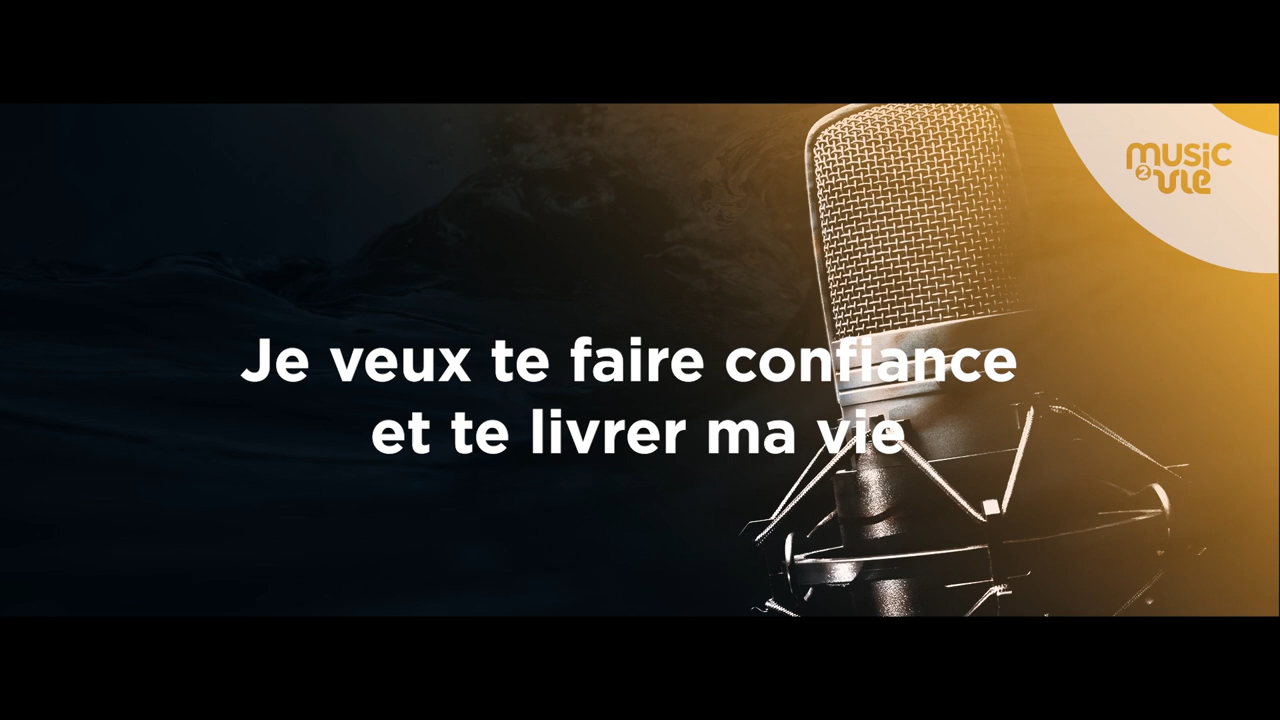 music
2 vie
Je veux te faire confiance
et te livrer ma vie